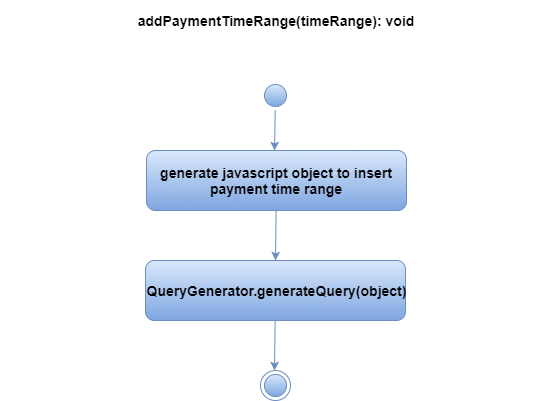 addPaymentTimeRange(timeRange): void
generate javascript object to insert
payment time range
QueryGenerator.generateQuery(object)